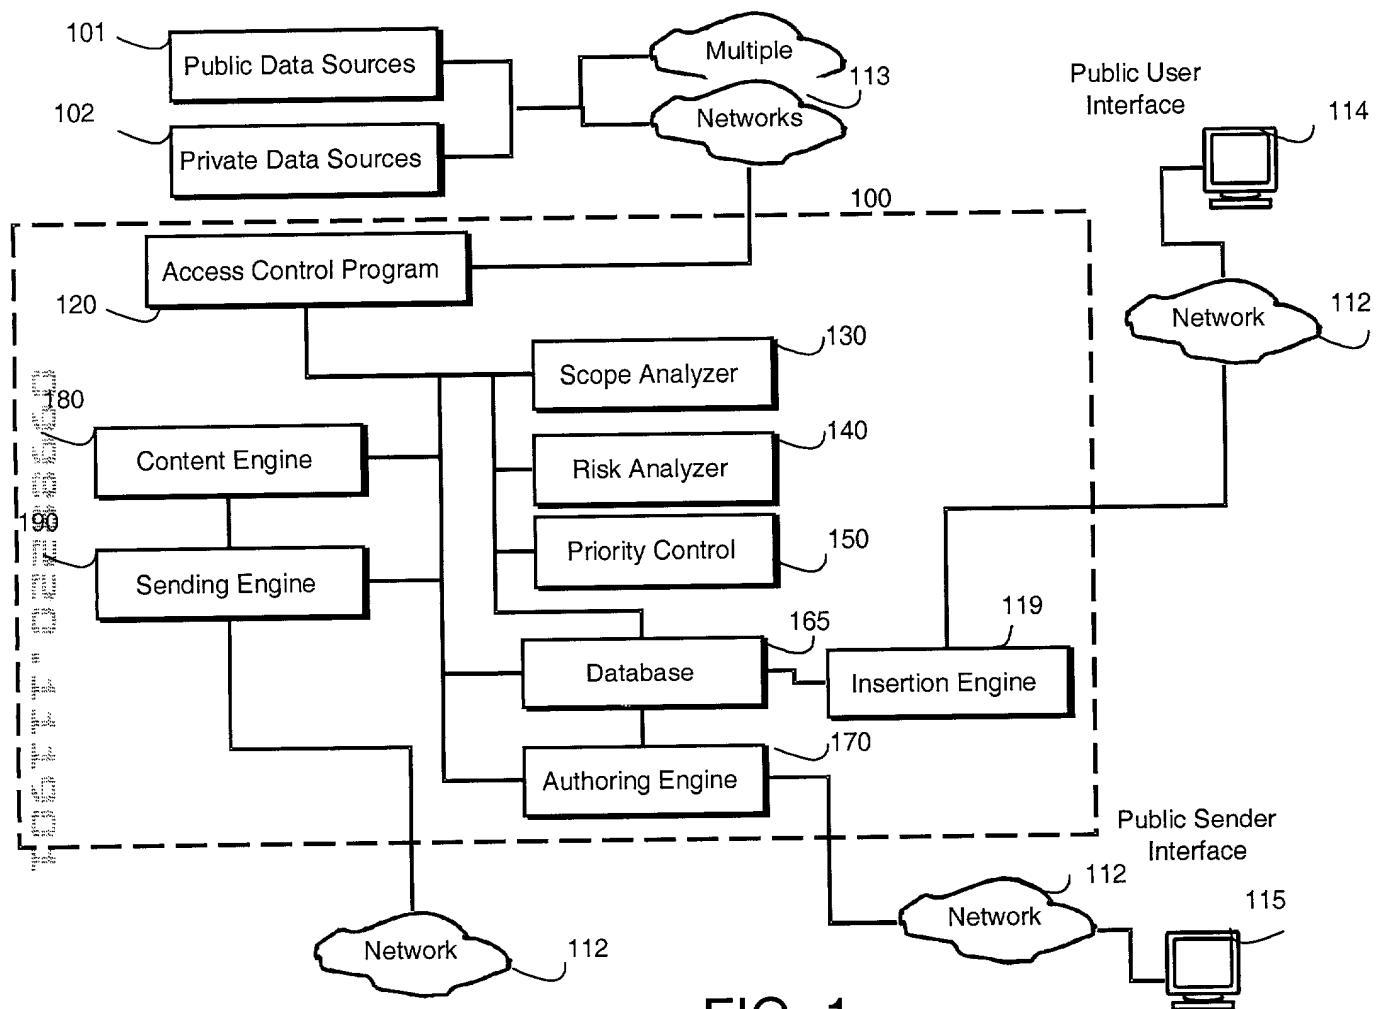 101
Public Data Sources
102
Private Data Sources
Multiple
113
Networks
Public User
Interface
114
100
Access Control Program
120
Network
112
130
Scope Analyzer
180
Content Engine
140
Risk Analyzer
190
Sending Engine
Priority Control
150
165
Database
119
Insertion Engine
170
Authoring Engine
Public Sender
Interface
112
Network
115
Network
112
FIG. 1